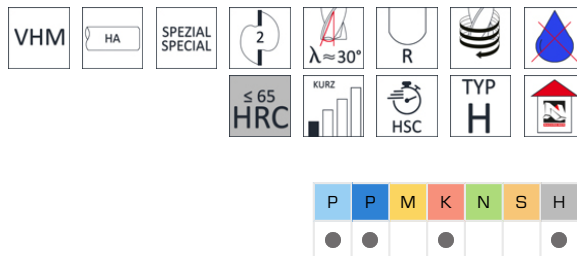 VHM
HA
SPEZIAL
SPECIAL
2
λ≈30°
R
≤ 65
HRC
KURZ
HSC
TYP
H
P P M K N S H